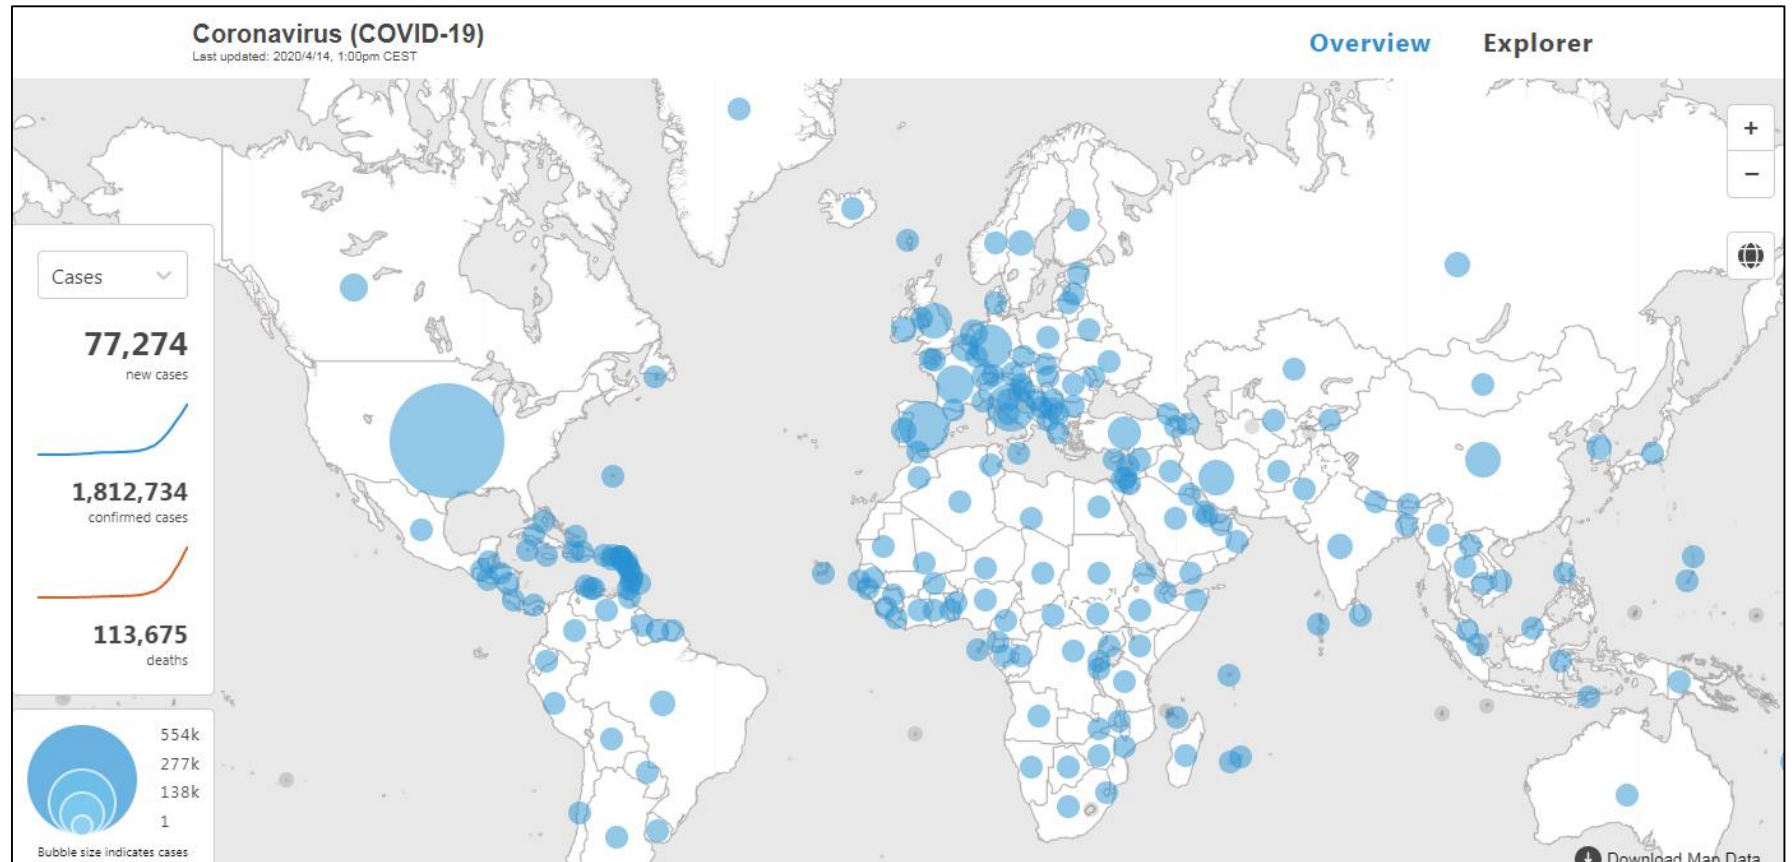 Coronavirus (COVID-19)
Last updated: 2020/4/14, 1:00pm CEST
Overview
Explorer
+
−
Cases
77,274
new cases
1,812,734
confirmed cases
113,675
deaths
554k
277k
138k
1
Bubble size indicates cases
Download Map Data